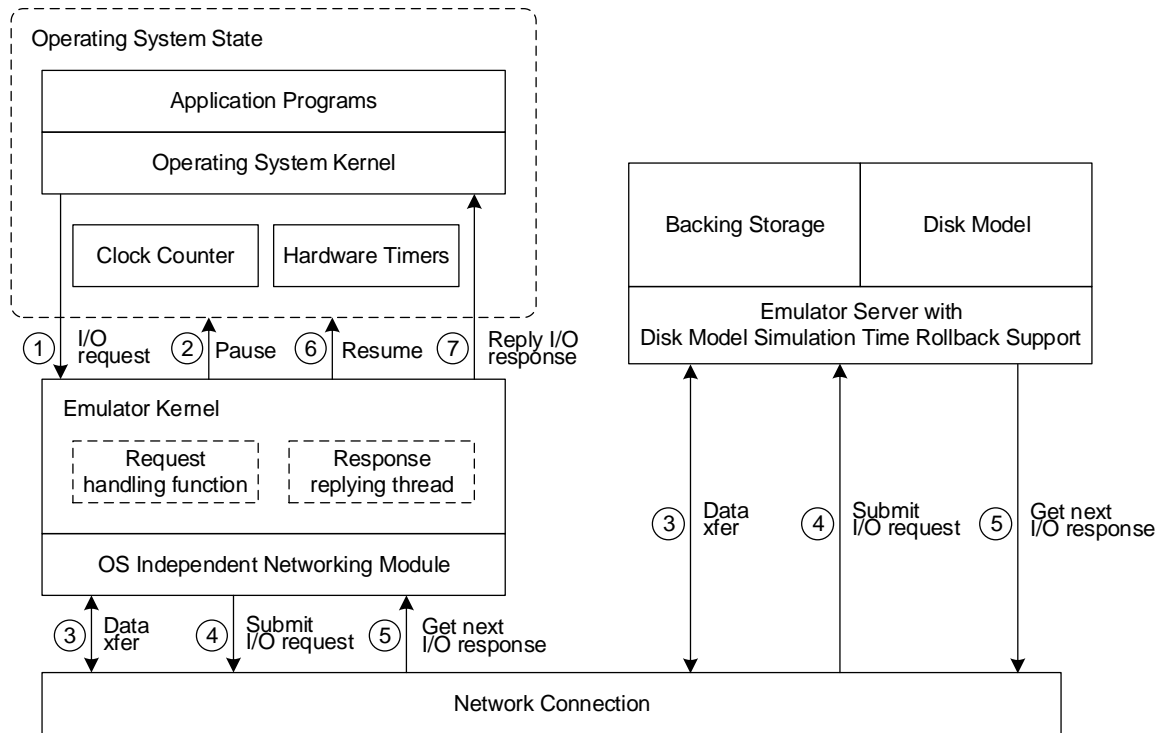 Operating System State
Application Programs
Operating System Kernel
Clock Counter
Hardware Timers
1
I/O
request
2
Pause
6
Resume
7
Reply I/O
response
Emulator Kernel
Request
handling function
Response
replying thread
OS Independent Networking Module
3
Data
xfer
4
Submit
I/O request
5
Get next
I/O response
Backing Storage
Disk Model
Emulator Server with
Disk Model Simulation Time Rollback Support
3
Data
xfer
4
Submit
I/O request
5
Get next
I/O response
Network Connection